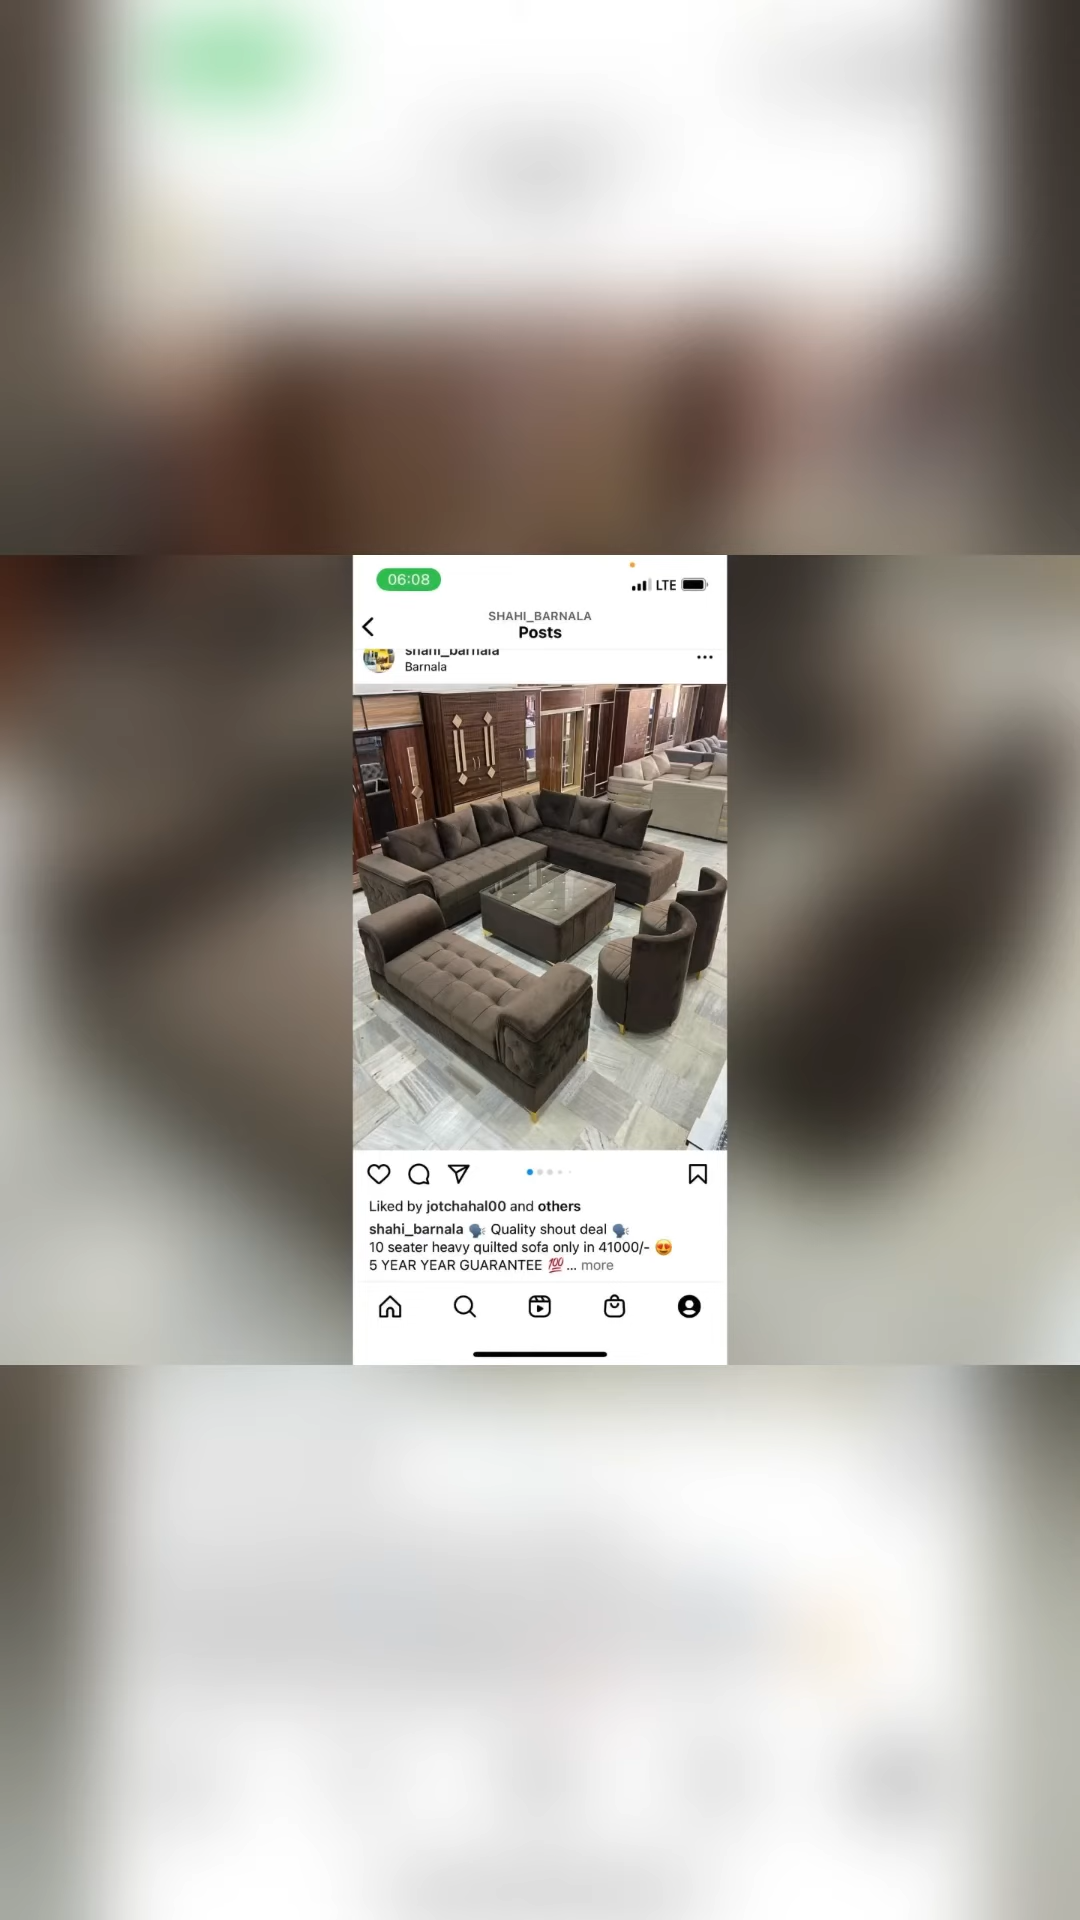 06:08
LTE
SHAHI_BARNALA
Posts
shahi_barnala
Barnala
Liked by jotchahal00 and others
shahi_barnala 🗣️ Quality shout deal 🗣️
10 seater heavy quilted sofa only in 41000/- 😍
5 YEAR YEAR GUARANTEE 💯 ... more